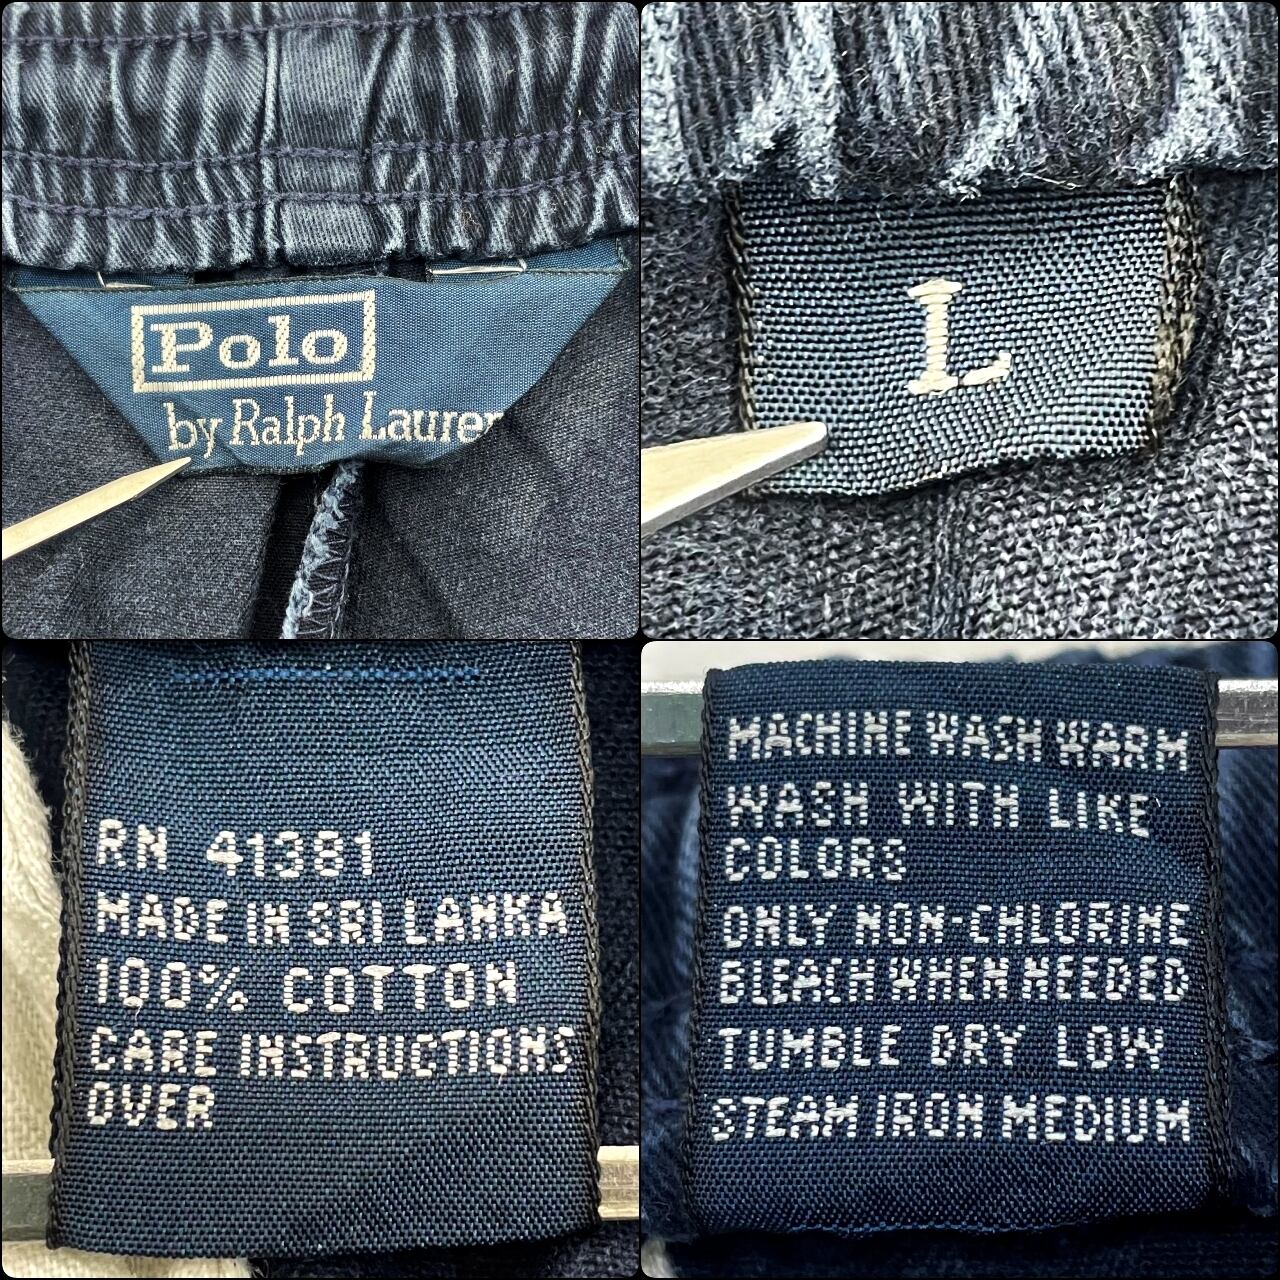 Polo
by Ralph Lauren
L
RN 41381
MADE IN SRI LANKA
100% COTTON
CARE INSTRUCTIONS
OVER
MACHINE WASH WARM
WASH WITH LIKE
COLORS
ONLY NON-CHLORINE
BLEACH WHEN NEEDED
TUMBLE DRY LOW
STEAM IRON MEDIUM